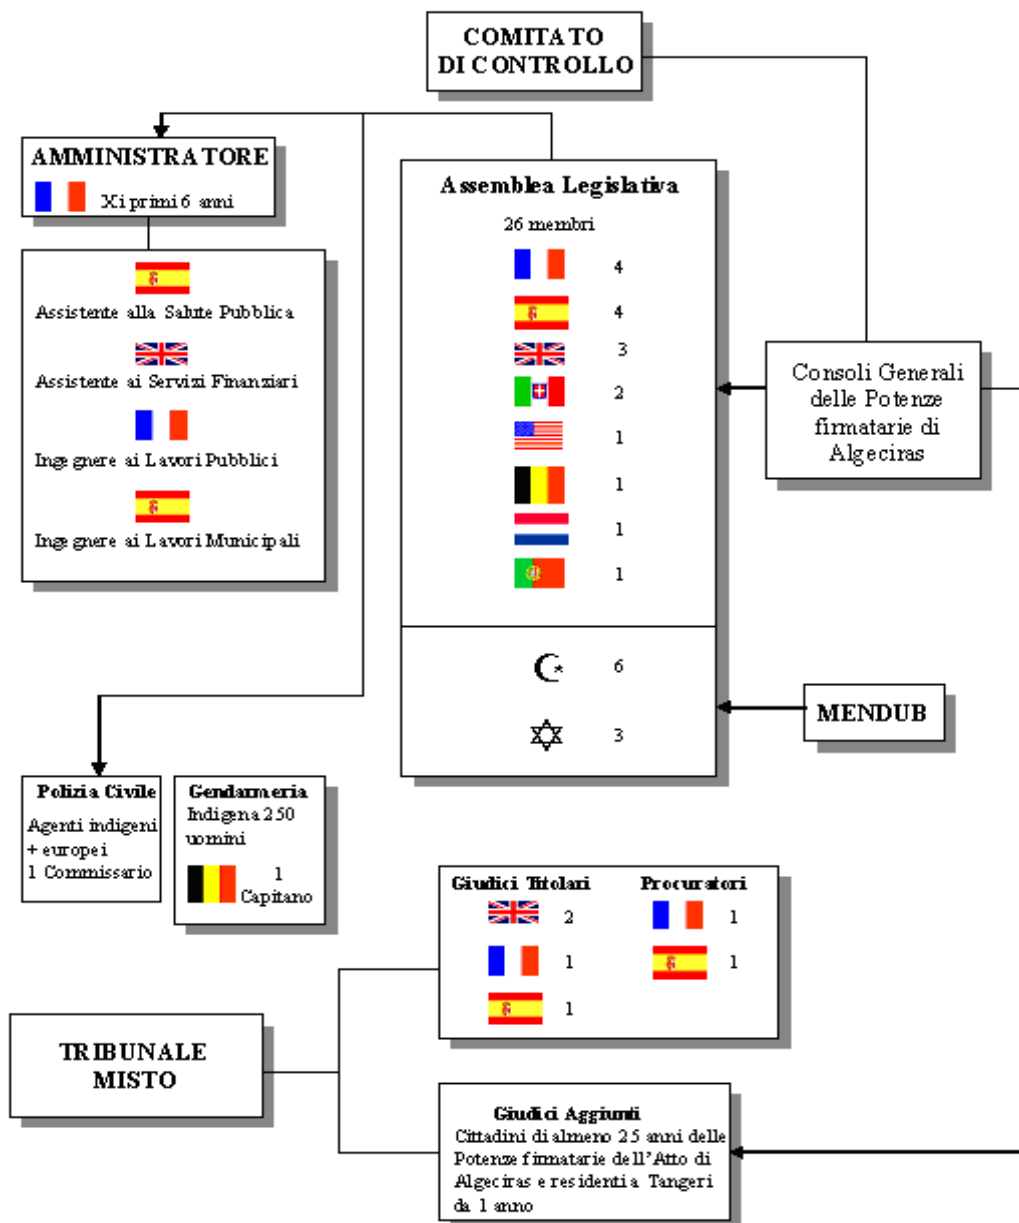 COMITATO
DI CONTROLLO
AMMINISTRATORE
X i primi 6 anni
Assistente alla Salute Pubblica
Assistente ai Servizi Finanziari
Ingegnere ai Lavori Pubblici
Ingegnere ai Lavori Municipali
Assemblea Legislativa
26 membri
4
4
3
2
1
1
1
1
6
3
Consoli Generali
delle Potenze
firmatarie di
Algeciras
MENDUB
Polizia Civile
Agenti indigeni
+ europei
1 Commissario
Gendarmeria
Indigena 250
uomini
1
Capitano
Giudici Titolari
2
1
1
Procuratori
1
1
TRIBUNALE
MISTO
Giudici Aggiunti
Cittadini di almeno 25 anni delle
Potenze firmatarie dell'Atto di
Algeciras e residenti a Tangeri
da 1 anno